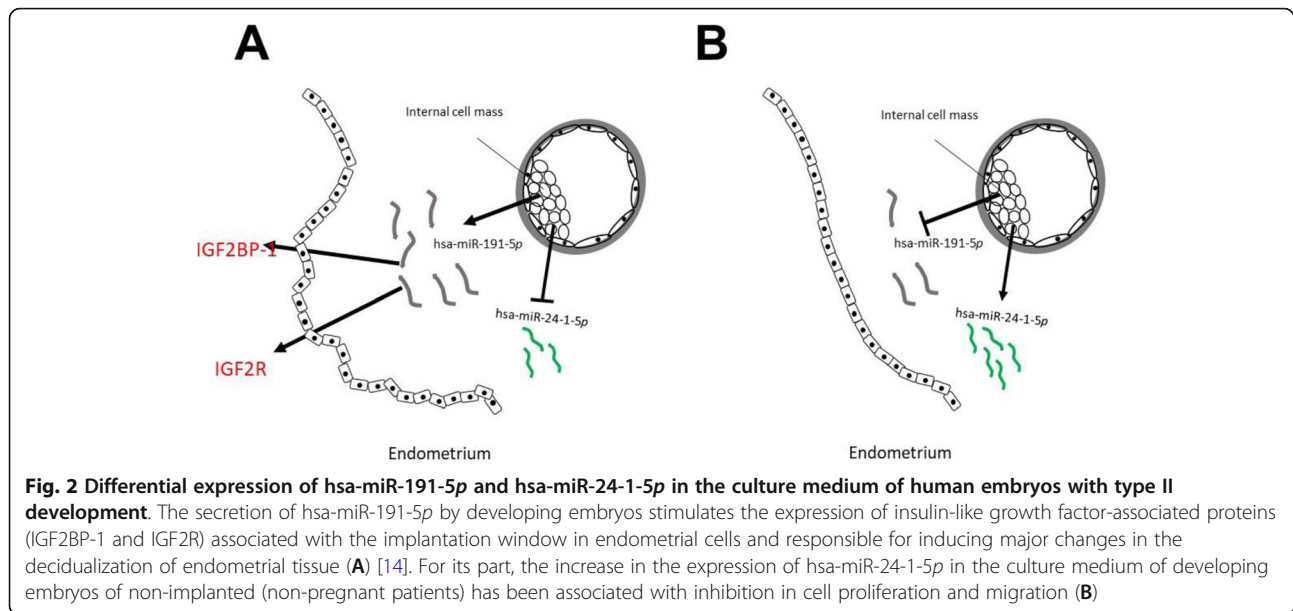 A
B
Internal cell mass
Internal cell mass
hsa-miR-191-5p
hsa-miR-191-5p
IGF2BP-1
hsa-miR-24-1-5p
hsa-miR-24-1-5p
IGF2R
Endometrium
Endometrium
Fig. 2 Differential expression of hsa-miR-191-5p and hsa-miR-24-1-5p in the culture medium of human embryos with type II
development. The secretion of hsa-miR-191-5p by developing embryos stimulates the expression of insulin-like growth factor-associated proteins
(IGF2BP-1 and IGF2R) associated with the implantation window in endometrial cells and responsible for inducing major changes in the
decidualization of endometrial tissue (A) [14]. For its part, the increase in the expression of hsa-miR-24-1-5p in the culture medium of developing
embryos of non-implanted (non-pregnant patients) has been associated with inhibition in cell proliferation and migration (B)